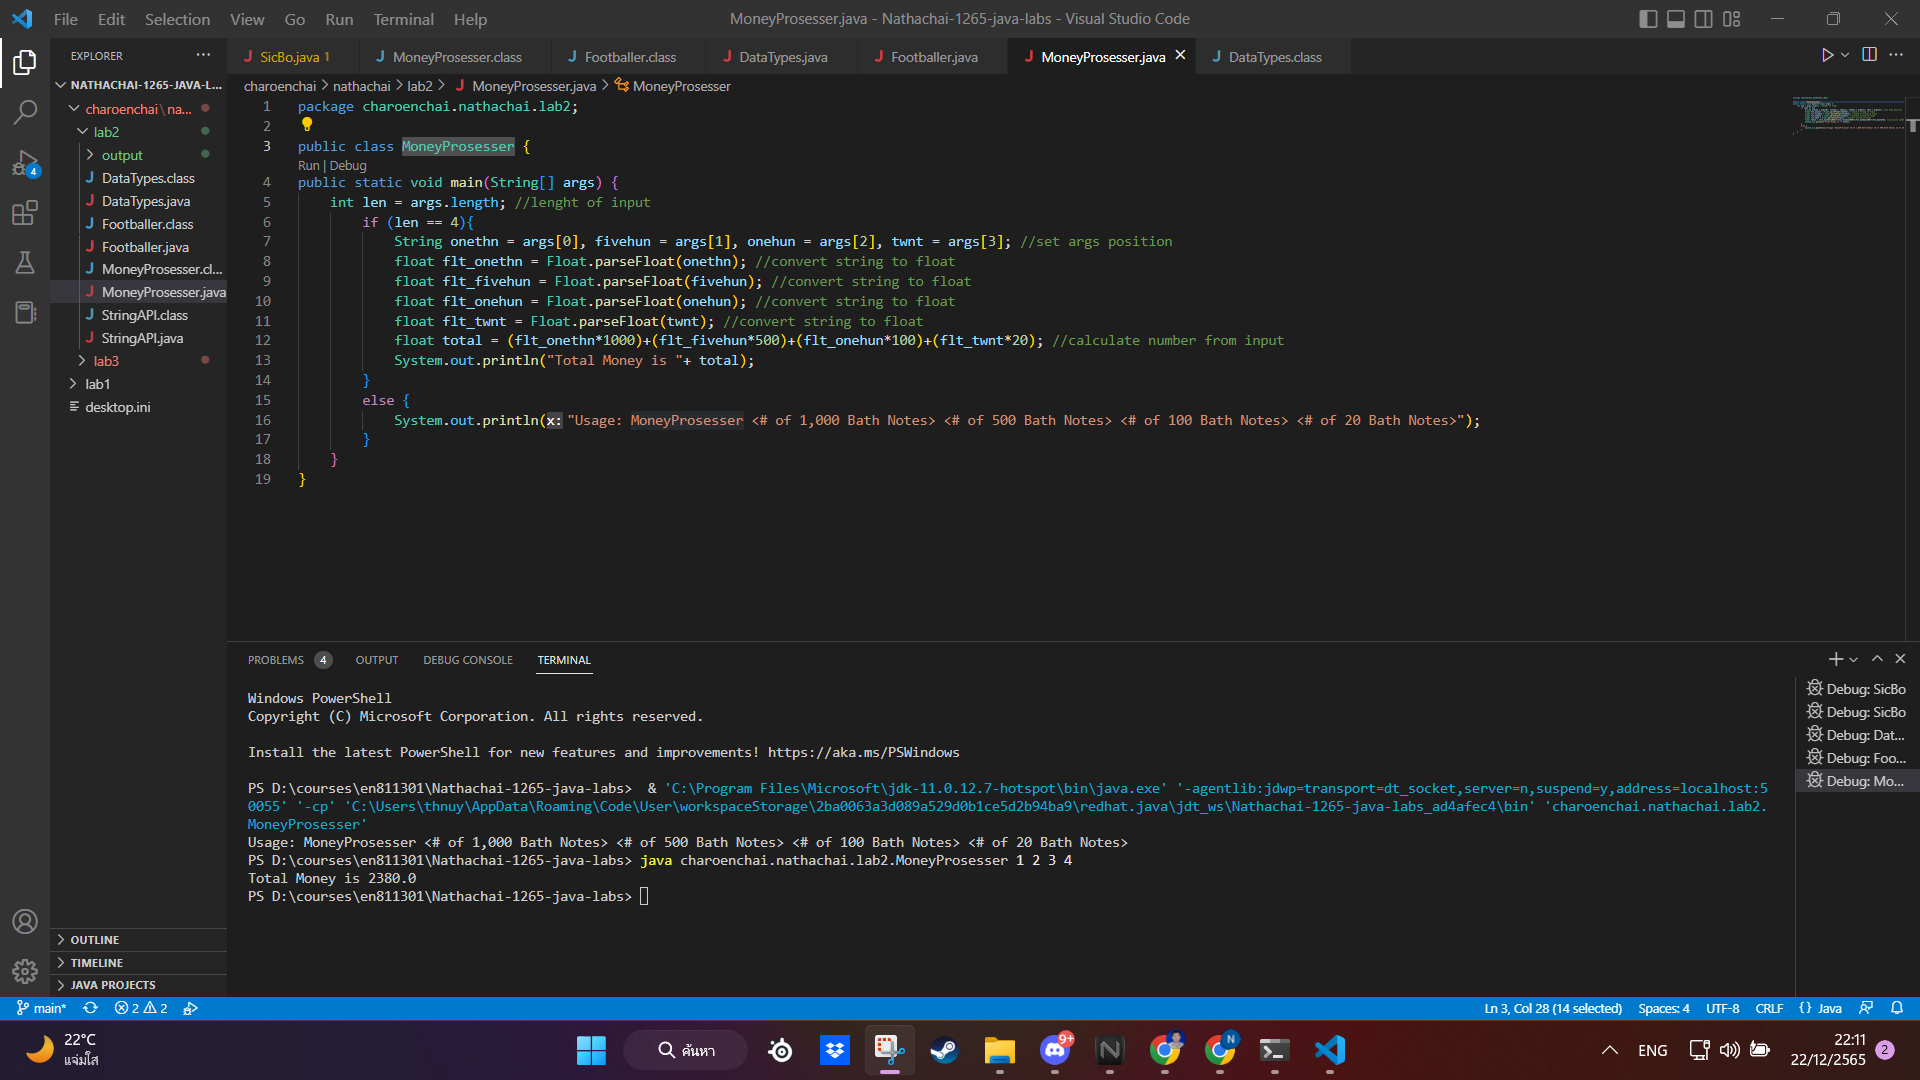 File Edit Selection View Go Run Terminal Help
MoneyProsesser.java - Nathachai-1265-java-labs - Visual Studio Code
EXPLORER
SicBo.java 1 MoneyProsesser.class Footballer.class DataTypes.java Footballer.java MoneyProsesser.java DataTypes.class
NATHACHAI-1265-JAVA-L...
charoenchai\na...
lab2
output
DataTypes.class
DataTypes.java
Footballer.class
Footballer.java
MoneyProsesser.cl...
MoneyProsesser.java
StringAPI.class
StringAPI.java
lab3
lab1
desktop.ini
OUTLINE
TIMELINE
JAVA PROJECTS
4
charoenchai > nathachai > lab2 > MoneyProsesser.java > MoneyProsesser
1 package charoenchai.nathachai.lab2;
2
3 public class MoneyProsesser {
Run | Debug
4 public static void main(String[] args) {
5 int len = args.length; //lenght of input
6 if (len == 4){
7 String onethn = args[0], fivehun = args[1], onehun = args[2], twnt = args[3]; //set args position
8 float flt_onethn = Float.parseFloat(onethn); //convert string to float
9 float flt_fivehun = Float.parseFloat(fivehun); //convert string to float
10 float flt_onehun = Float.parseFloat(onehun); //convert string to float
11 float flt_twnt = Float.parseFloat(twnt); //convert string to float
12 float total = (flt_onethn*1000)+(flt_fivehun*500)+(flt_onehun*100)+(flt_twnt*20); //calculate number from input
13 System.out.println("Total Money is "+ total);
14 }
15 else {
16 System.out.println(x: "Usage: MoneyProsesser <# of 1,000 Bath Notes> <# of 500 Bath Notes> <# of 100 Bath Notes> <# of 20 Bath Notes>");
17 }
18 }
19 }
PROBLEMS 4 OUTPUT DEBUG CONSOLE TERMINAL
Windows PowerShell
Copyright (C) Microsoft Corporation. All rights reserved.
Install the latest PowerShell for new features and improvements! https://aka.ms/PSWindows
PS D:\courses\en811301\Nathachai-1265-java-labs> & 'C:\Program Files\Microsoft\jdk-11.0.12.7-hotspot\bin\java.exe' '-agentlib:jdwp=transport=dt_socket,server=n,suspend=y,address=localhost:5
0055' '-cp' 'C:\Users\thnuy\AppData\Roaming\Code\User\workspaceStorage\2ba0063a3d089a529d0b1ce5d2b94ba9\redhat.java\jdt_ws\Nathachai-1265-java-labs_ad4afec4\bin' 'charoenchai.nathachai.lab2.
MoneyProsesser'
Usage: MoneyProsesser <# of 1,000 Bath Notes> <# of 500 Bath Notes> <# of 100 Bath Notes> <# of 20 Bath Notes>
PS D:\courses\en811301\Nathachai-1265-java-labs> java charoenchai.nathachai.lab2.MoneyProsesser 1 2 3 4
Total Money is 2380.0
PS D:\courses\en811301\Nathachai-1265-java-labs>
Debug: SicBo
Debug: SicBo
Debug: Dat...
Debug: Foo...
Debug: Mo...
main* 2 2
Ln 3, Col 28 (14 selected) Spaces: 4 UTF-8 CRLF {} Java
22°C
แจ่มใส
ค้นหา
9+
N
ENG
22:11
22/12/2565
2